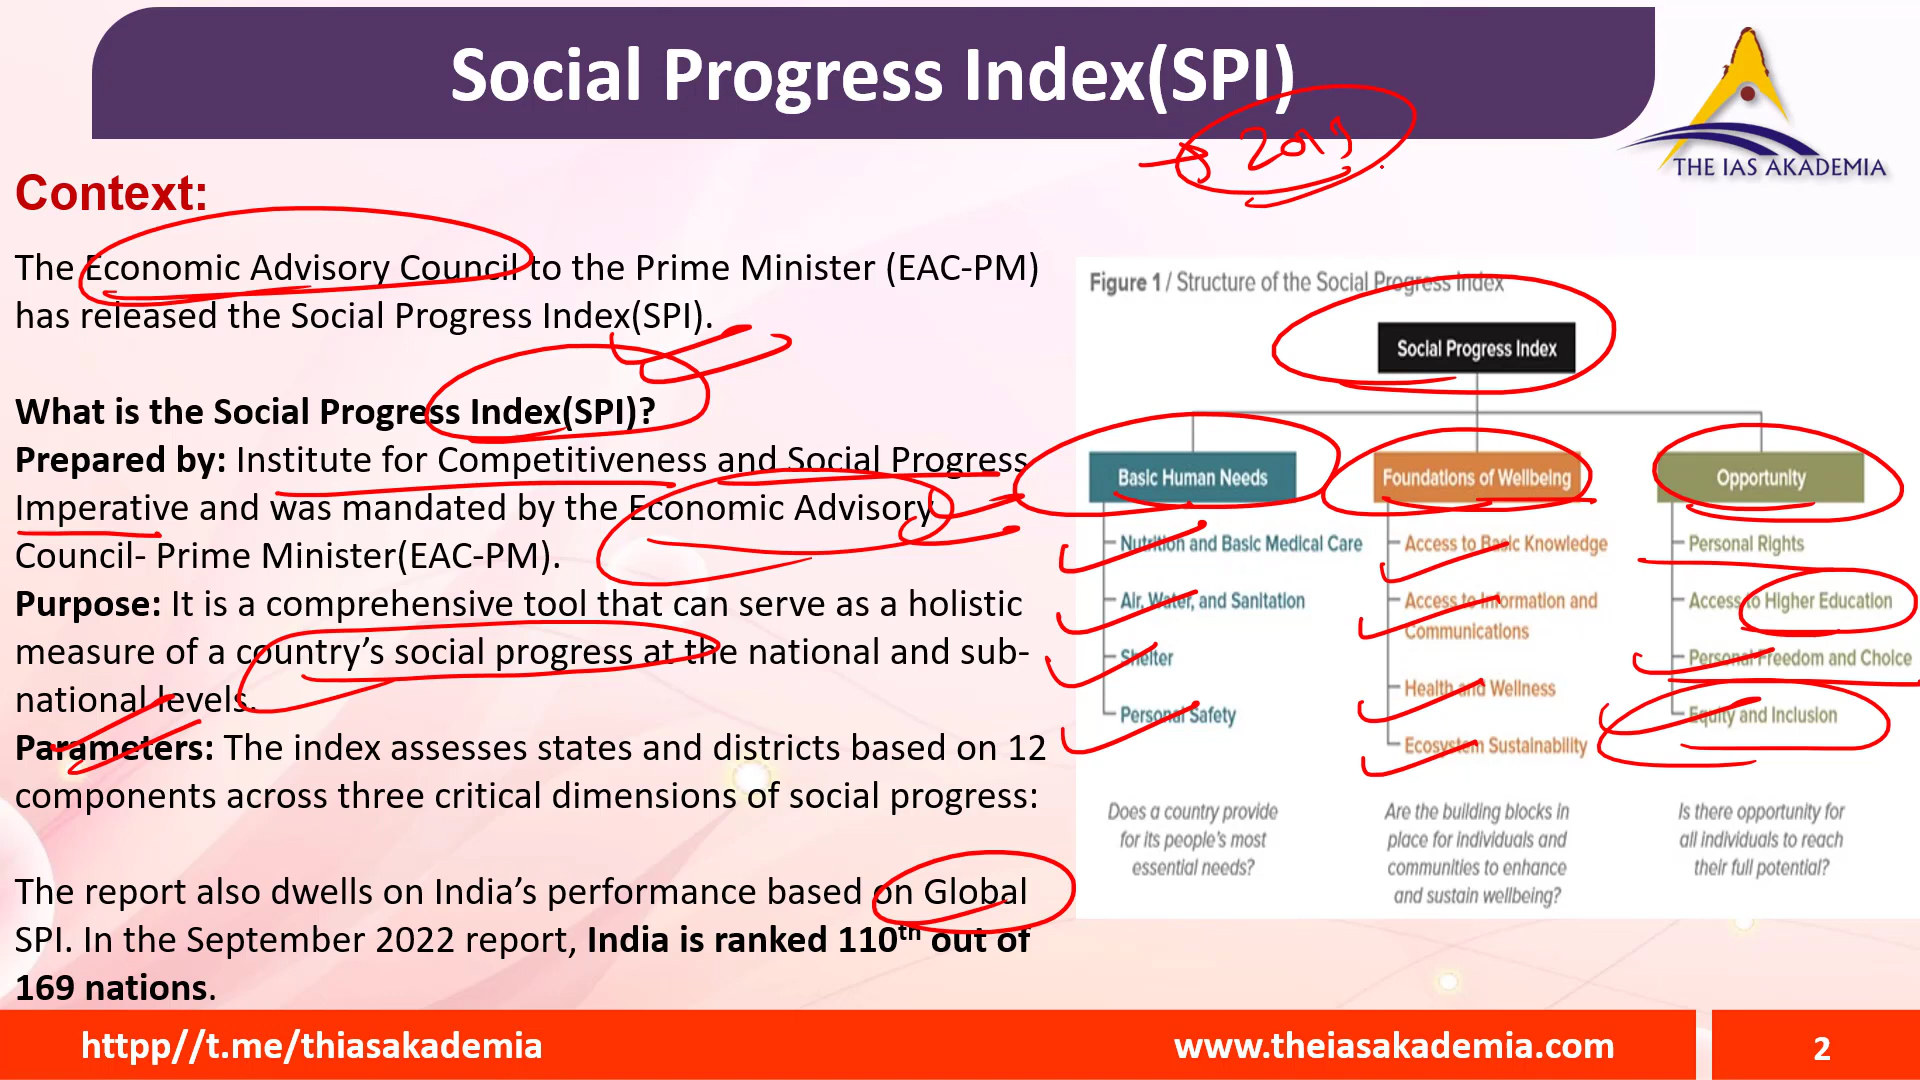 Social Progress Index(SPI)
THE IAS AKADEMIA
Context:
The Economic Advisory Council to the Prime Minister (EAC-PM)
has released the Social Progress Index(SPI).
What is the Social Progress Index(SPI)?
Prepared by: Institute for Competitiveness and Social Progress
Imperative and was mandated by the Economic Advisory
Council- Prime Minister(EAC-PM).
Purpose: It is a comprehensive tool that can serve as a holistic
measure of a country’s social progress at the national and sub-
national levels.
Parameters: The index assesses states and districts based on 12
components across three critical dimensions of social progress:
The report also dwells on India’s performance based on Global
SPI. In the September 2022 report, India is ranked 110th out of
169 nations.
Figure 1 / Structure of the Social Progress Index
Social Progress Index
Basic Human Needs
Nutrition and Basic Medical Care
Air, Water, and Sanitation
Shelter
Personal Safety
Does a country provide
for its people's most
essential needs?
Foundations of Wellbeing
Access to Basic Knowledge
Access to Information and
Communications
Health and Wellness
Ecosystem Sustainability
Are the building blocks in
place for individuals and
communities to enhance
and sustain wellbeing?
Opportunity
Personal Rights
Access to Higher Education
Personal Freedom and Choice
Equity and Inclusion
Is there opportunity for
all individuals to reach
their full potential?
httpp//t.me/thiasakademia
www.theiasakademia.com
2